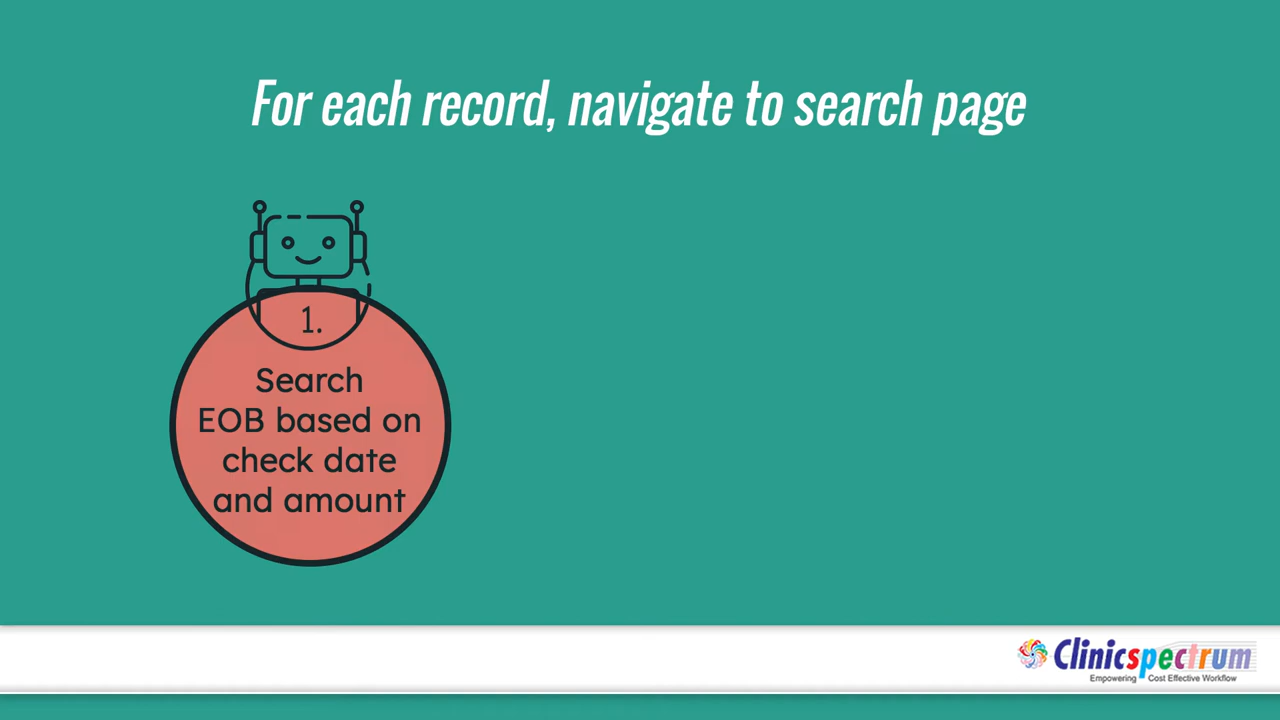 For each record, navigate to search page
1.
Search
EOB based on
check date
and amount
Clinicspectrum
Empowering Cost Effective Workflow